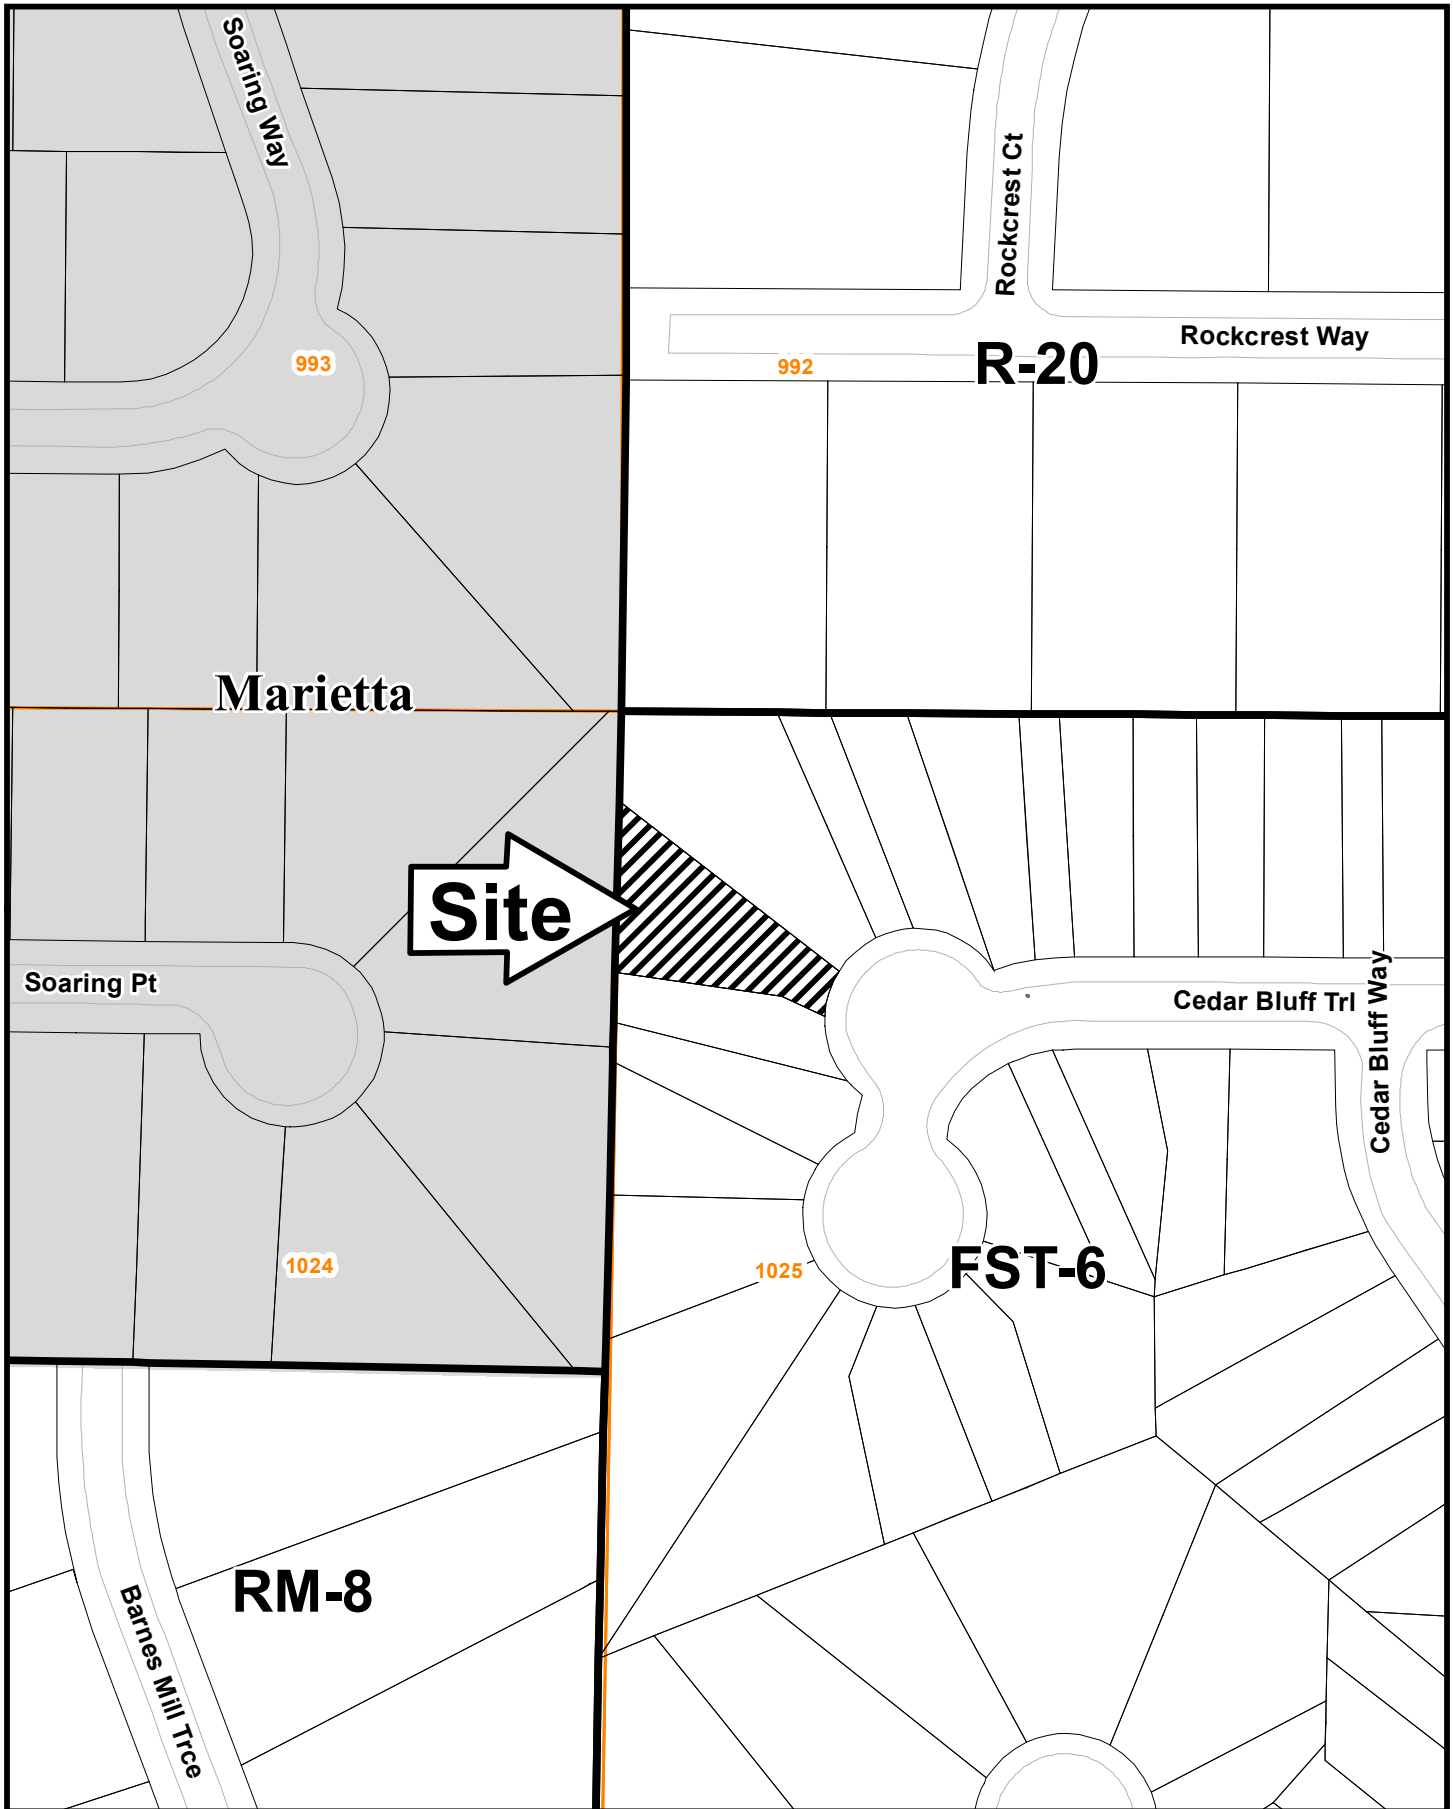 Soaring Way
Rockcrest Ct
Rockcrest Way
993
992
R-20
Marietta
Site
Soaring Pt
Cedar Bluff Trl
Cedar Bluff Way
1024
1025
FST-6
RM-8
Barnes Mill Trce